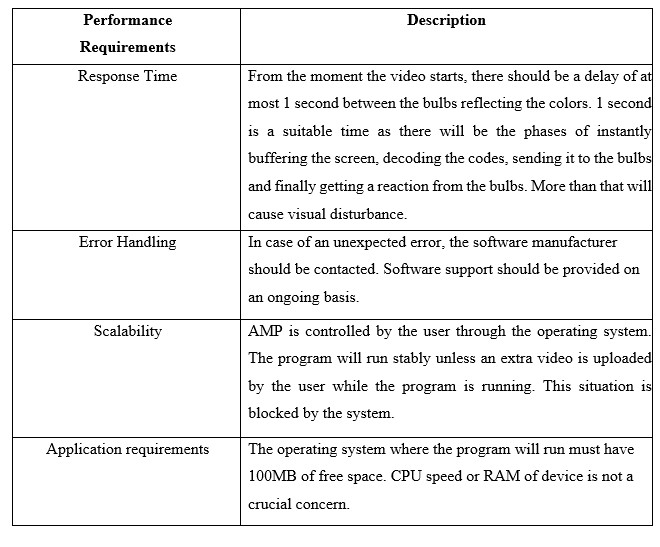 Performance
Requirements
Description
Response Time
From the moment the video starts, there should be a delay of at
most 1 second between the bulbs reflecting the colors. 1 second
is a suitable time as there will be the phases of instantly
buffering the screen, decoding the codes, sending it to the bulbs
and finally getting a reaction from the bulbs. More than that will
cause visual disturbance.
Error Handling
In case of an unexpected error, the software manufacturer
should be contacted. Software support should be provided on
an ongoing basis.
Scalability
AMP is controlled by the user through the operating system.
The program will run stably unless an extra video is uploaded
by the user while the program is running. This situation is
blocked by the system.
Application requirements
The operating system where the program will run must have
100MB of free space. CPU speed or RAM of device is not a
crucial concern.